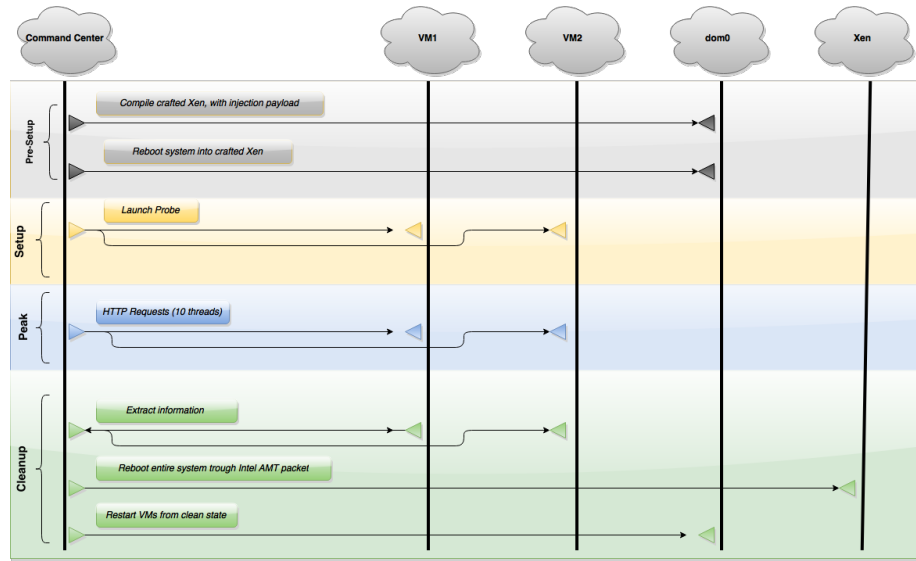 Command Center
VM1
VM2
dom0
Xen
Pre-Setup
Compile crafted Xen, with injection payload
Reboot system into crafted Xen
Setup
Launch Probe
Peak
HTTP Requests (10 threads)
Cleanup
Extract information
Reboot entire system trough Intel AMT packet
Restart VMs from clean state